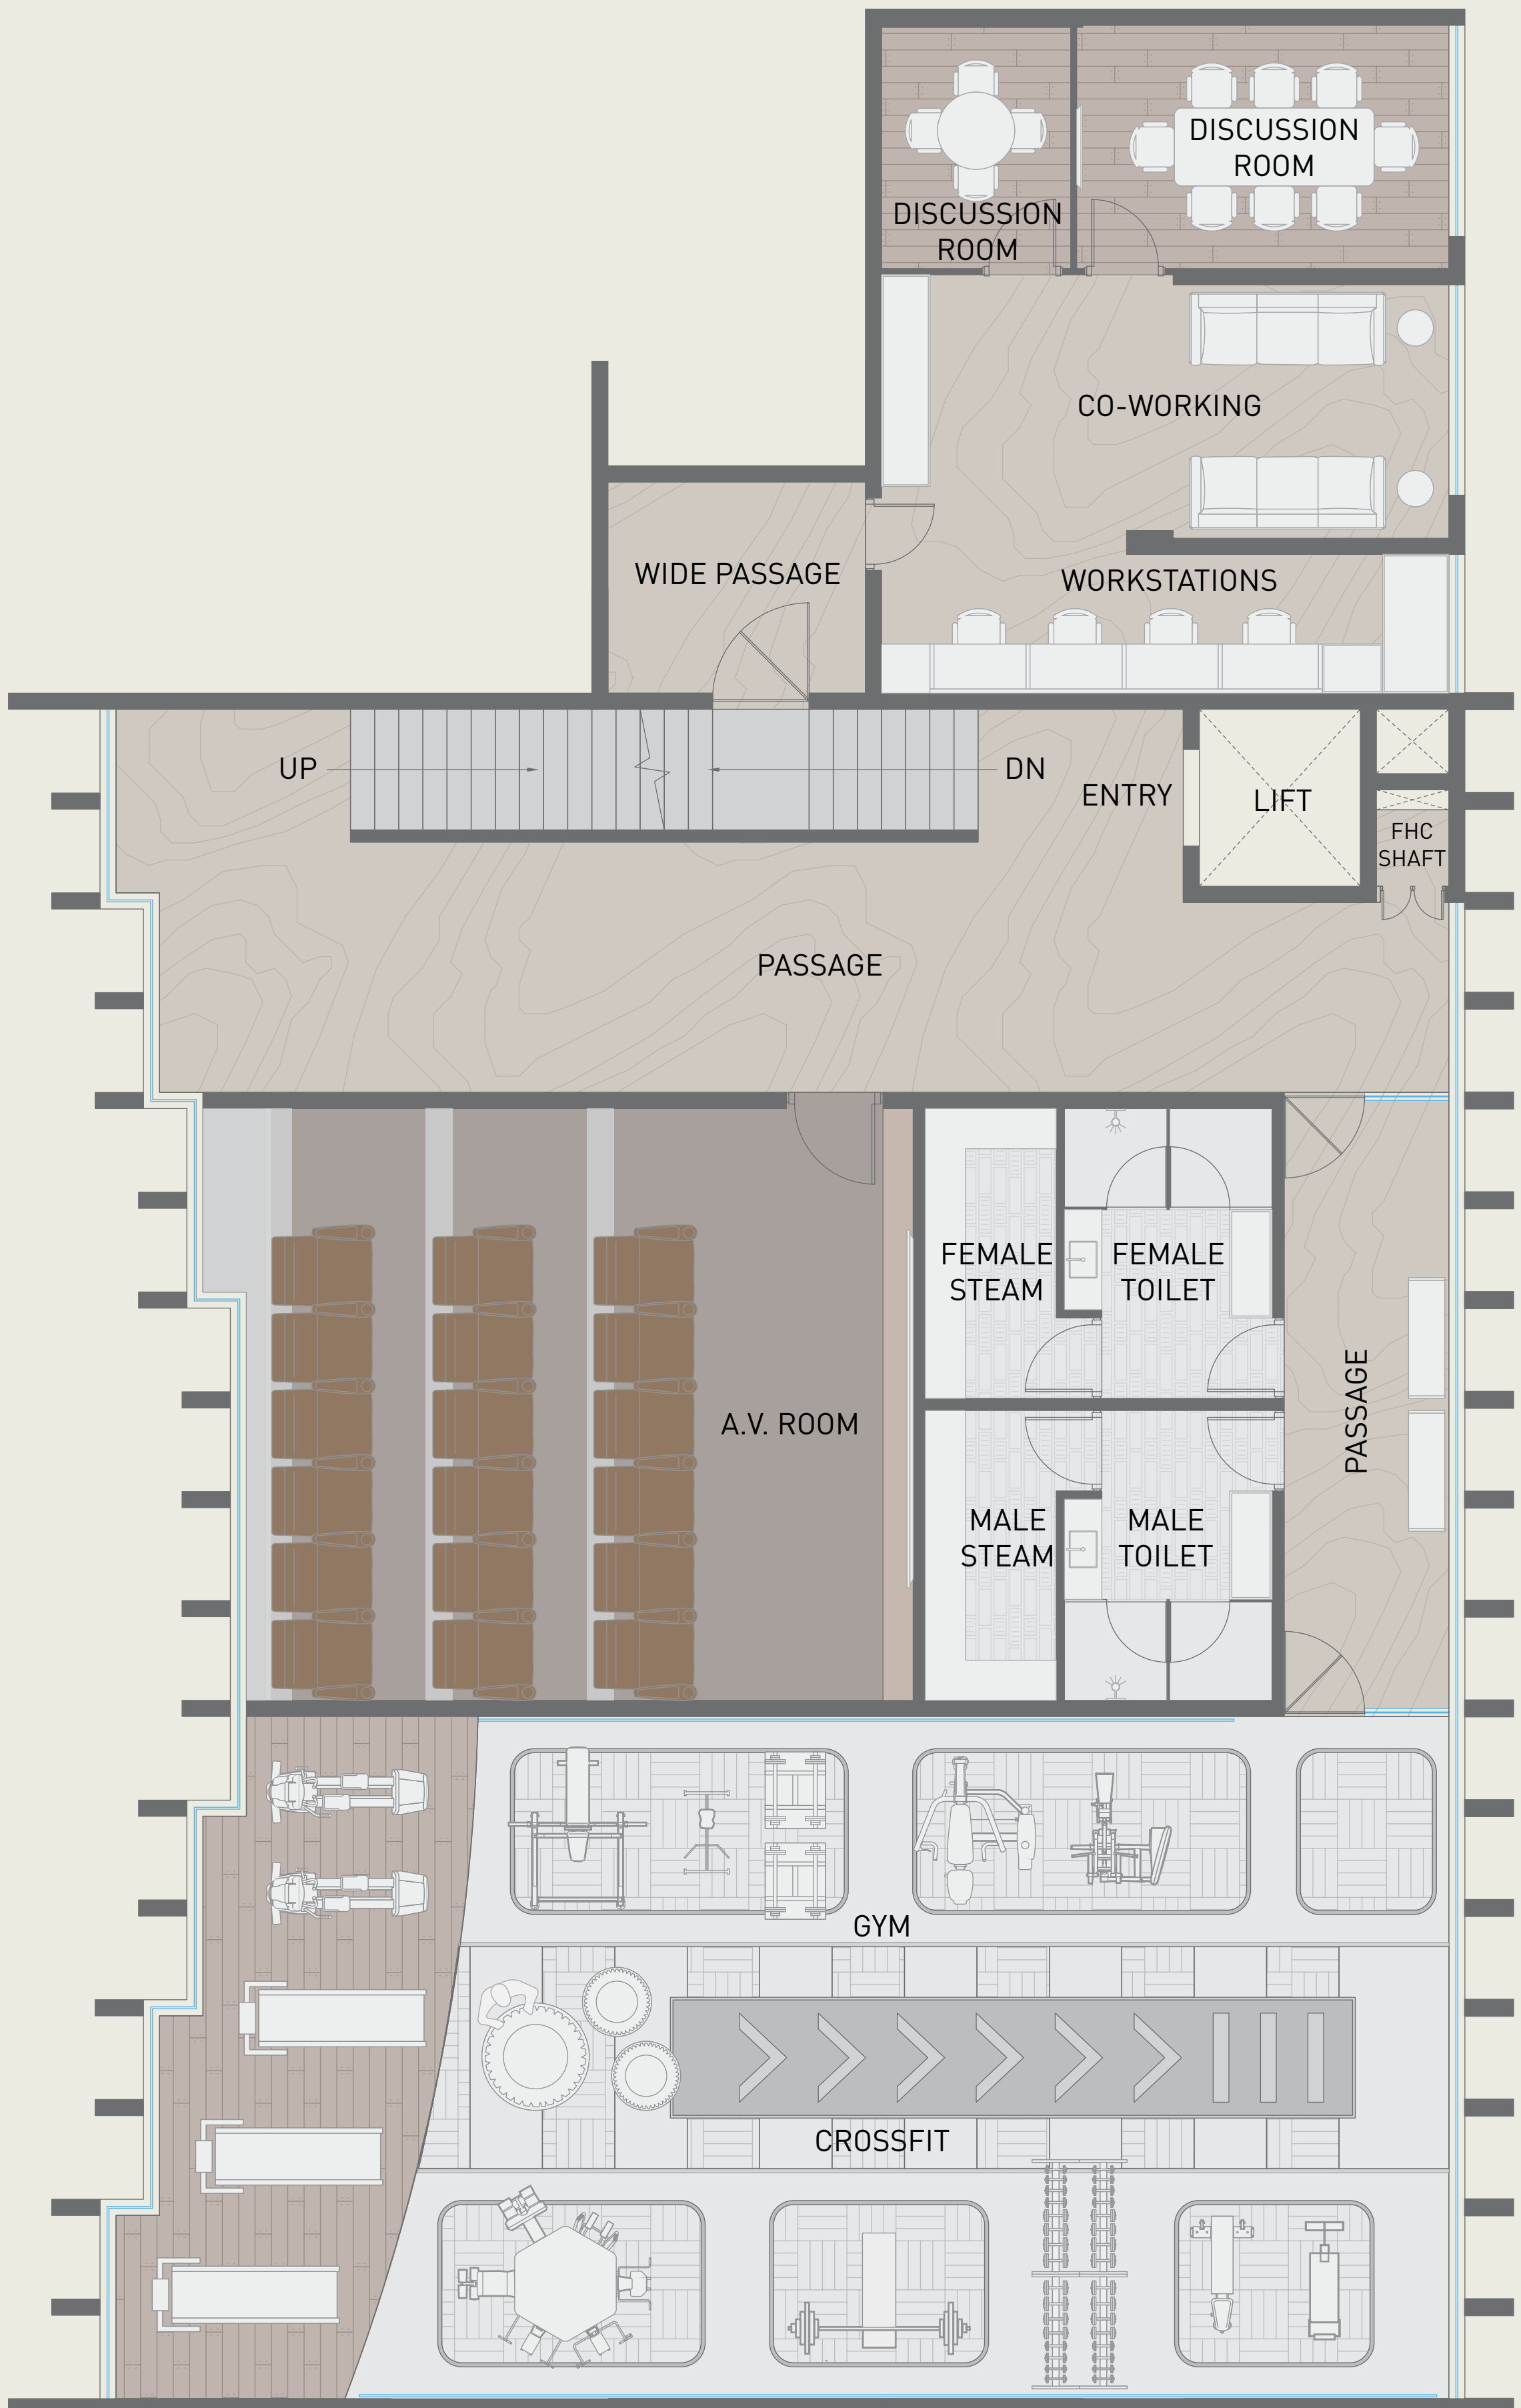 DISCUSSION
ROOM
DISCUSSION
ROOM
CO-WORKING
WIDE PASSAGE
WORKSTATIONS
UP
DN
ENTRY
LIFT
FHC
SHAFT
PASSAGE
FEMALE
STEAM
FEMALE
TOILET
A.V. ROOM
PASSAGE
MALE
STEAM
MALE
TOILET
GYM
CROSSFIT